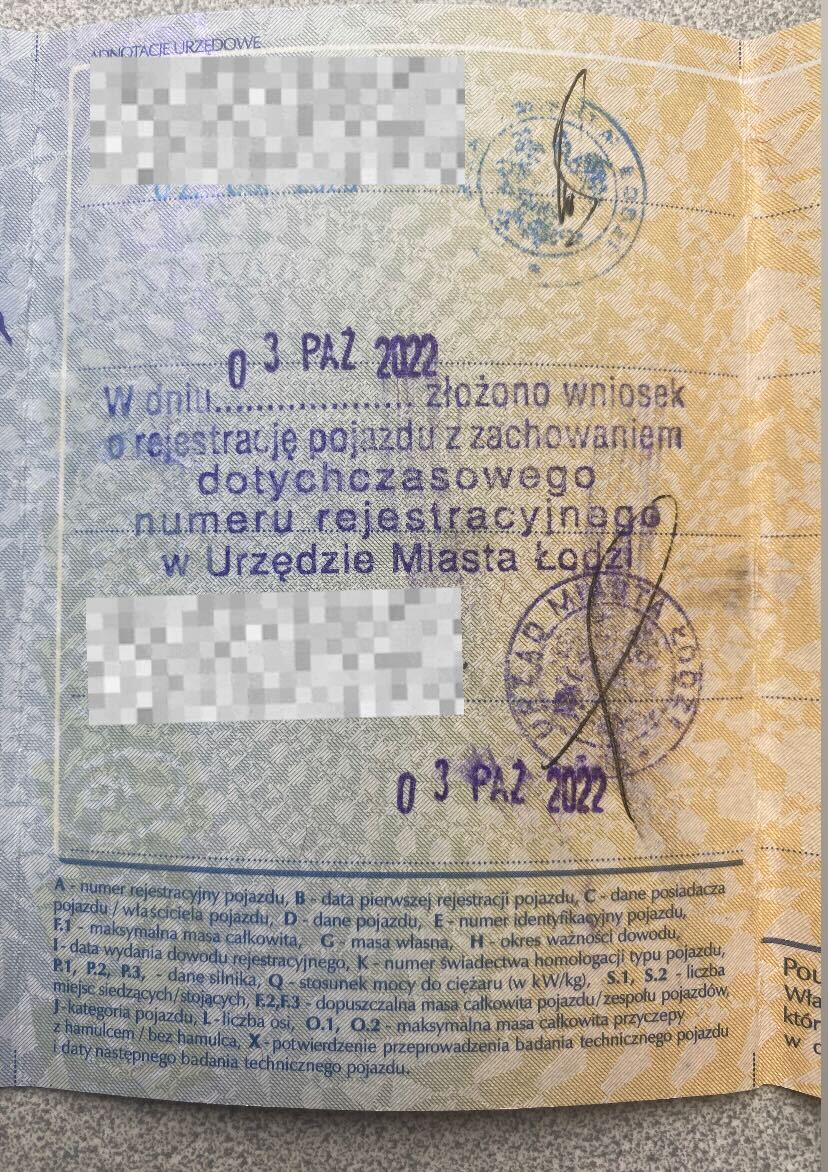 ADNOTACJE URZĘDOWE
MIASTA ŁODZI
0 3 PAŹ 2022
W dniu.................... złożono wniosek
o rejestrację pojazdu z zachowaniem
dotychczasowego
numeru rejestracyjnego
w Urzędzie Miasta Łodzi
URZĄD MIASTA ŁODZI
0 3 PAŹ 2022
A - numer rejestracyjny pojazdu, B - data pierwszej rejestracji pojazdu, C - dane posiadacza
pojazdu / właściciela pojazdu, D - dane pojazdu, E - numer identyfikacyjny pojazdu,
F.1 - maksymalna masa całkowita, G - masa własna, H - okres ważności dowodu,
I - data wydania dowodu rejestracyjnego, K - numer świadectwa homologacji typu pojazdu,
P.1, P.2, P.3, - dane silnika, Q - stosunek mocy do ciężaru (w kW/kg), S.1, S.2 - liczba
miejsc siedzących/stojących, F.2,F.3 - dopuszczalna masa całkowita pojazdu/zespołu pojazdów,
J - kategoria pojazdu, L - liczba osi, O.1, O.2 - maksymalna masa całkowita przyczepy
z hamulcem / bez hamulca, X - potwierdzenie przeprowadzenia badania technicznego pojazdu
i daty następnego badania technicznego pojazdu.
w